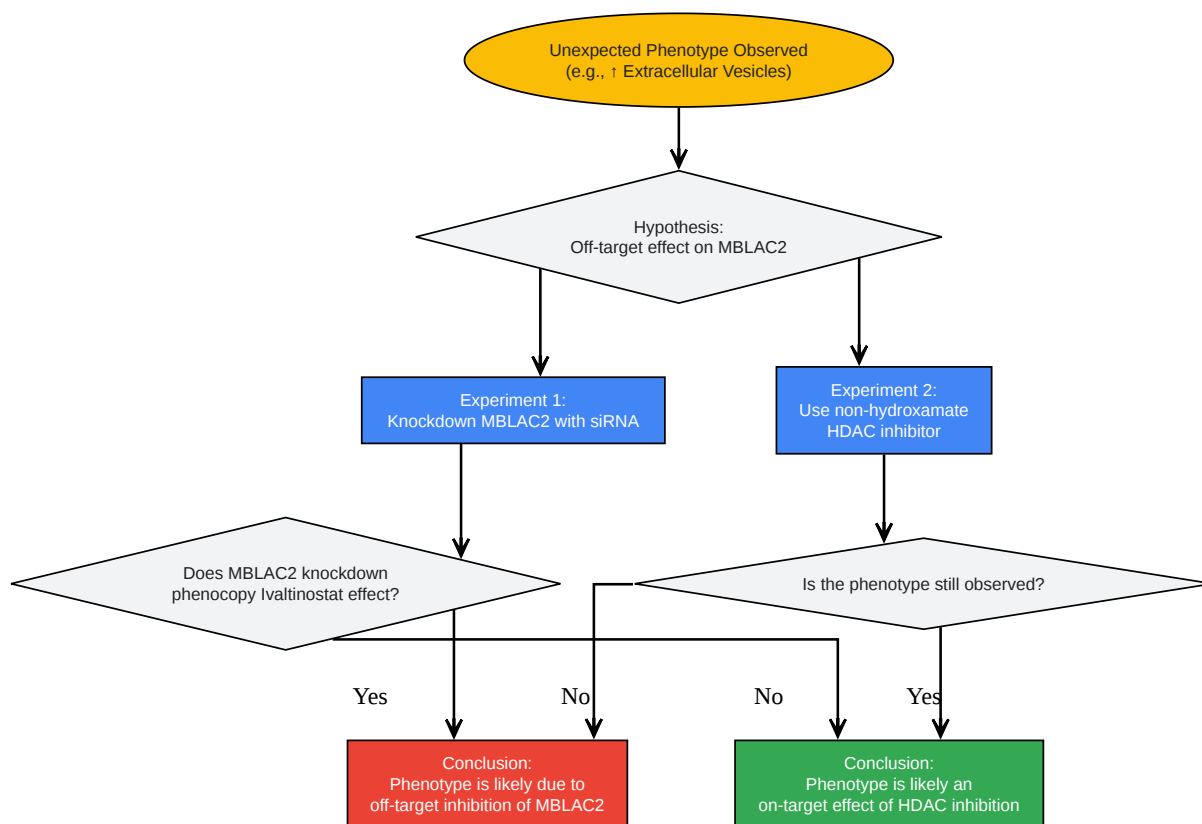 Unexpected Phenotype Observed
(e.g., ↑ Extracellular Vesicles)
Hypothesis:
Off-target effect on MBLAC2
Experiment 1:
Knockdown MBLAC2 with siRNA
Experiment 2:
Use non-hydroxamate
HDAC inhibitor
Does MBLAC2 knockdown
phenocopy Ivaltinostat effect?
Is the phenotype still observed?
Yes
No
No
Yes
Conclusion:
Phenotype is likely due to
off-target inhibition of MBLAC2
Conclusion:
Phenotype is likely an
on-target effect of HDAC inhibition